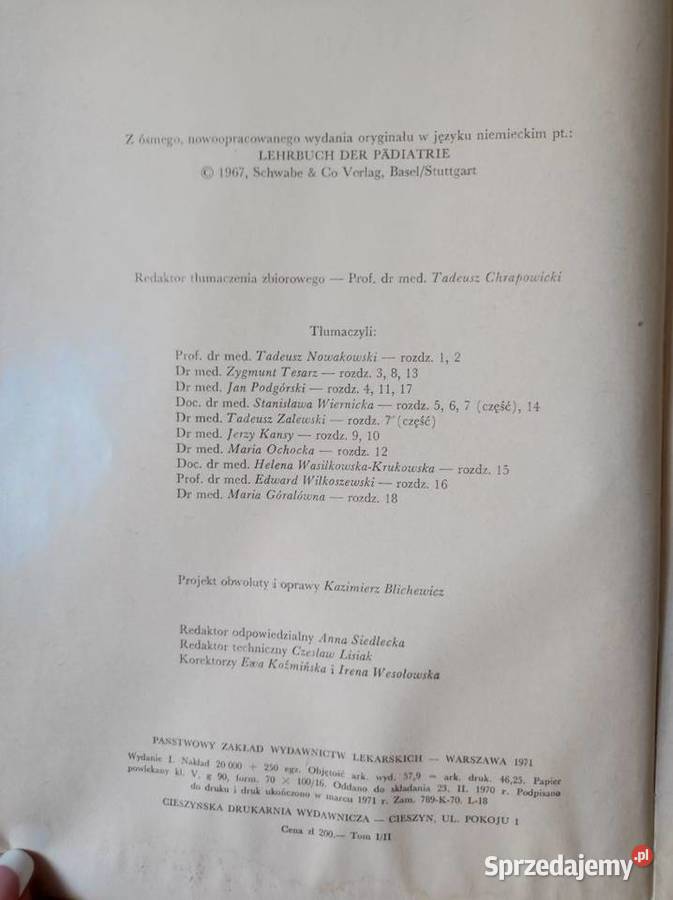 Z ósmego, nowoopracowanego wydania oryginału w języku niemieckim pt.:
LEHRBUCH DER PÄDIATRIE
© 1967, Schwabe & Co Verlag, Basel/Stuttgart
Redaktor tłumaczenia zbiorowego — Prof. dr med. Tadeusz Chrapowicki
Tłumaczyli:
Prof. dr med. Tadeusz Nowakowski — rozdz. 1, 2
Dr med. Zygmunt Tesarz — rozdz. 3, 8, 13
Dr med. Jan Podgórski — rozdz. 4, 11, 17
Doc. dr med. Stanisława Wiernicka — rozdz. 5, 6, 7 (część), 14
Dr med. Tadeusz Zalewski — rozdz. 7 (część)
Dr med. Jerzy Kansy — rozdz. 9, 10
Dr med. Maria Ochocka — rozdz. 12
Doc. dr med. Helena Wasilkowska-Krukowska — rozdz. 15
Prof. dr med. Edward Wilkoszewski — rozdz. 16
Dr med. Maria Góralówna — rozdz. 18
Projekt obwoluty i oprawy Kazimierz Blichewicz
Redaktor odpowiedzialny Anna Siedlecka
Redaktor techniczny Czesław Lisiak
Korektorzy Ewa Koźmińska i Irena Wesołowska
PAŃSTWOWY ZAKŁAD WYDAWNICTW LEKARSKICH — WARSZAWA 1971
Wydanie I. Nakład 20 000 + 250 egz. Objętość ark. wyd. 57,9 = ark. druk. 46,25. Papier
powlekany kl. V, g 90, form. 70 × 100/16. Oddano do składania 23. II. 1970 r. Podpisano
do druku i druk ukończono w marcu 1971 r. Zam. 789-K-70. L-18
CIESZYŃSKA DRUKARNIA WYDAWNICZA — CIESZYN, UL. POKOJU 1
Cena zł 200,— Tom I/II
Sprzedajemy.pl